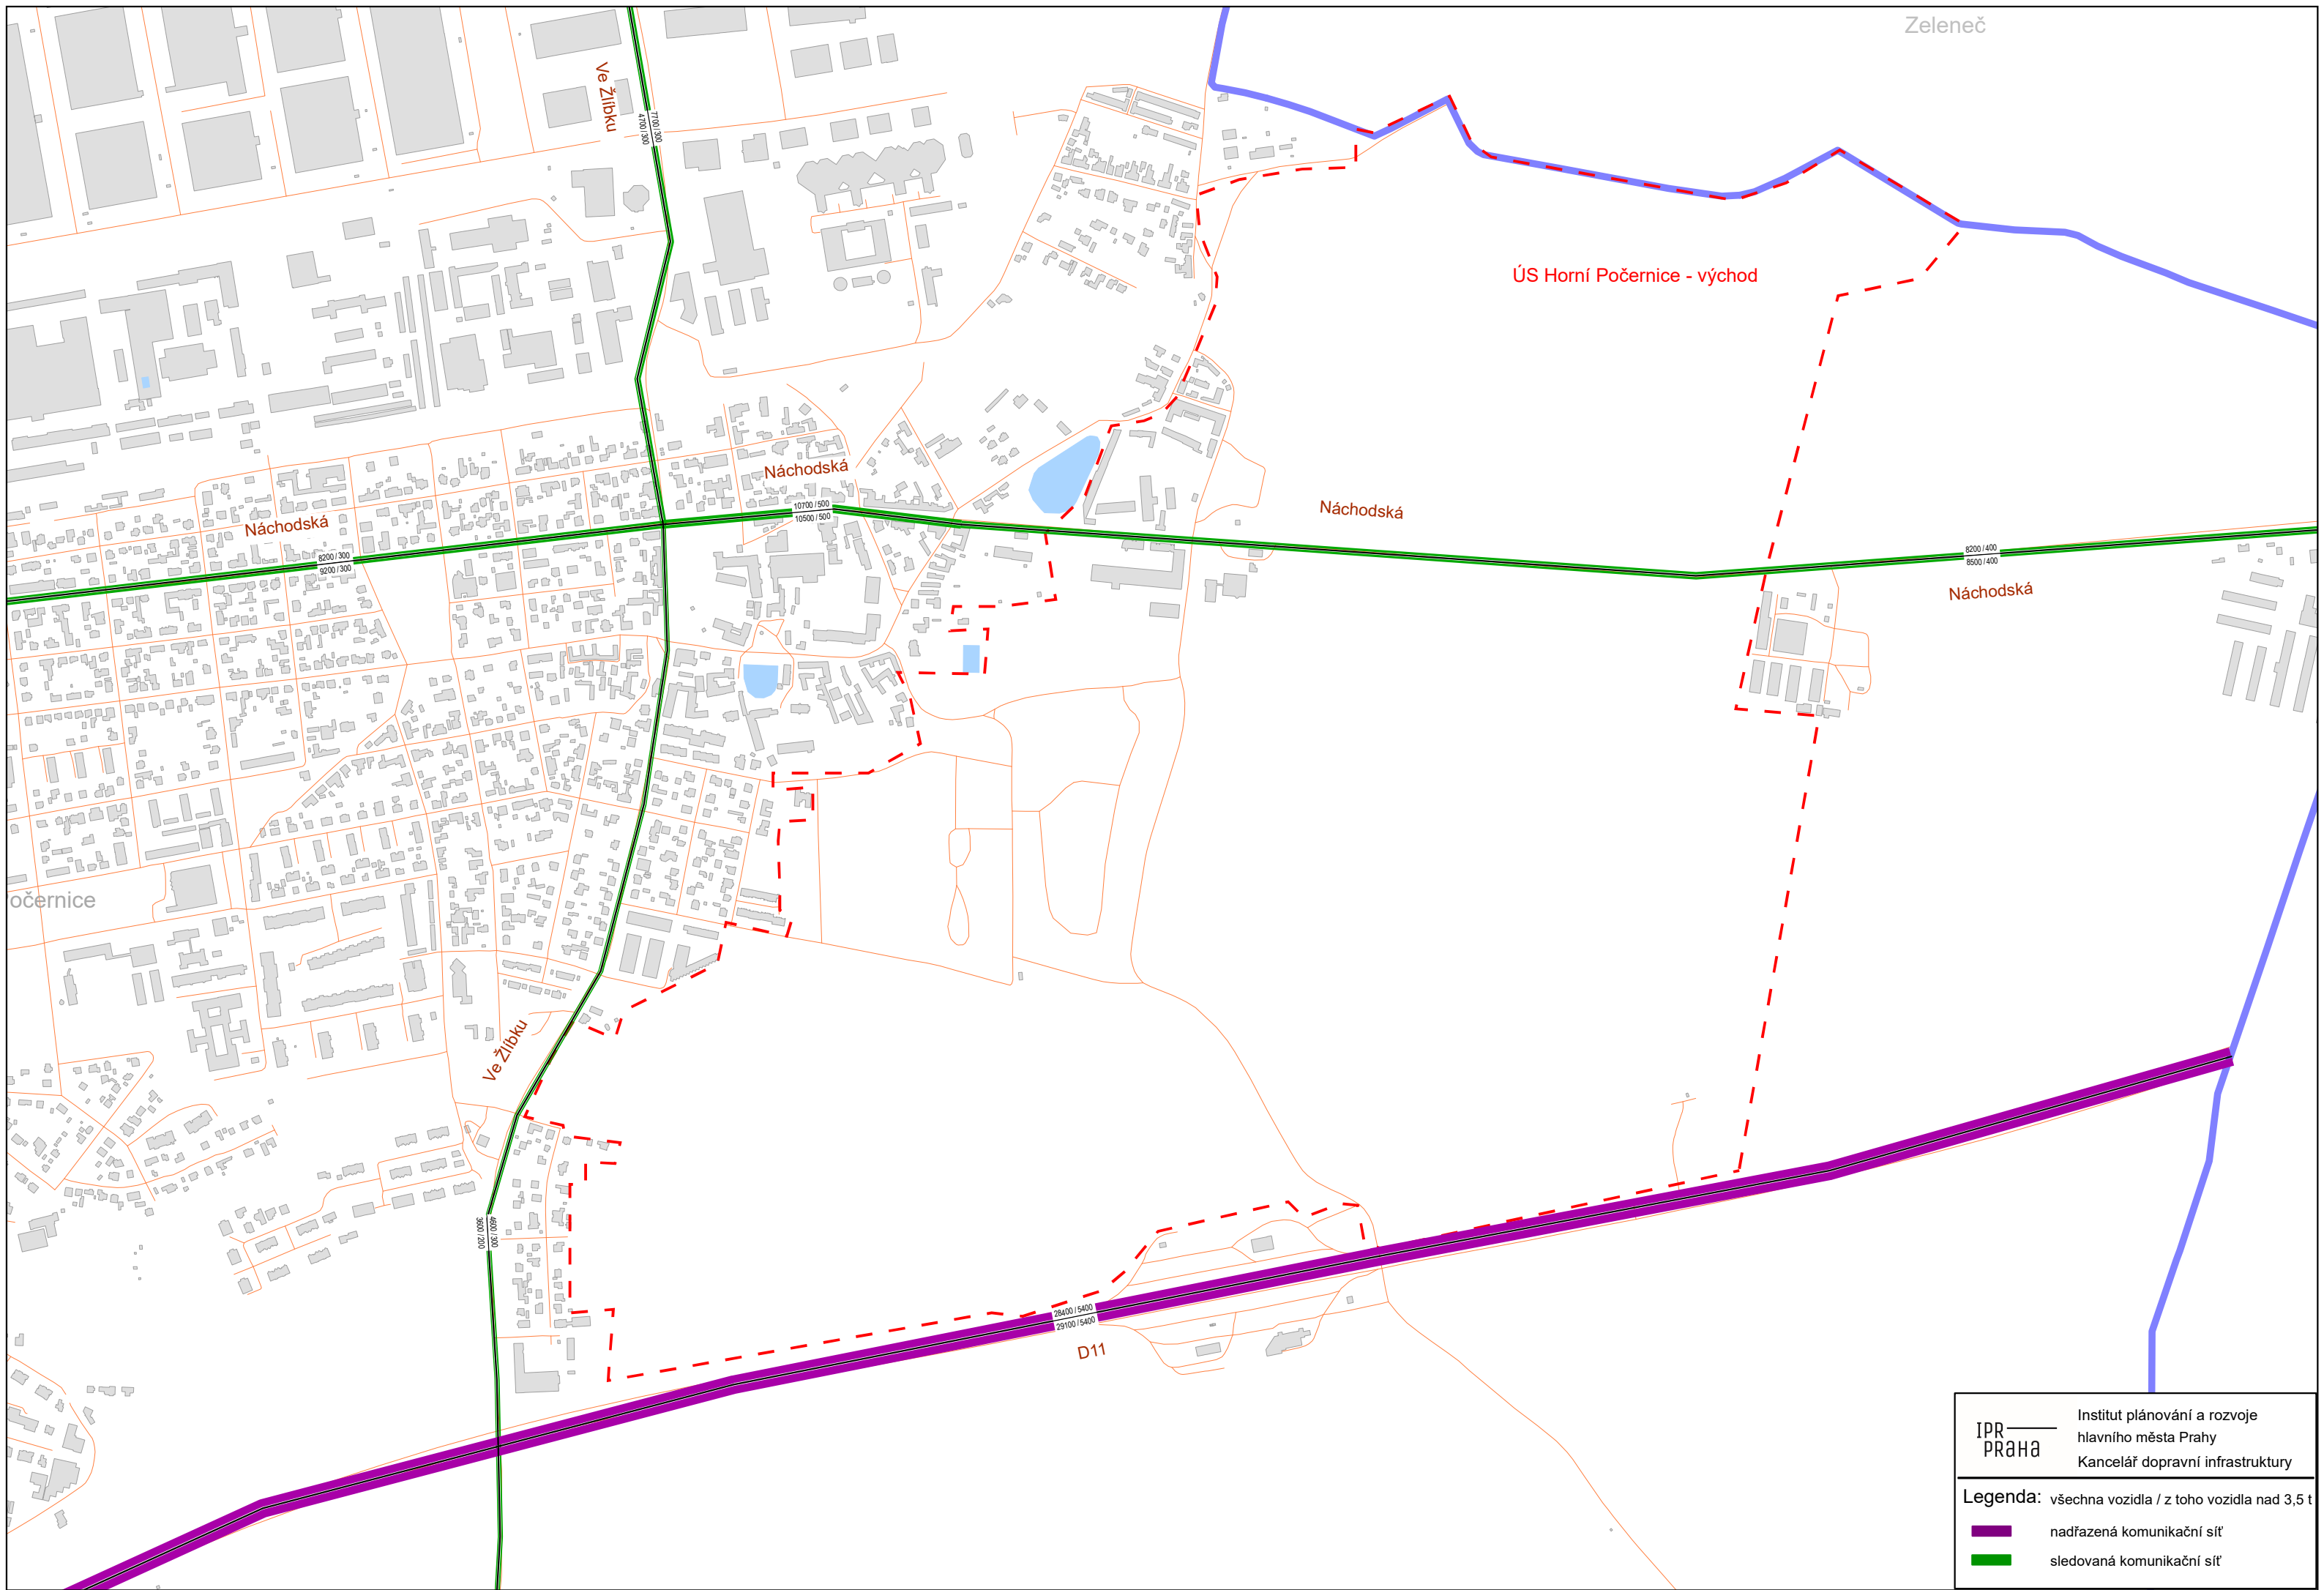 Zeleneč
Ve Žlíbku
7700 / 300
4700 / 300
ÚS Horní Počernice - východ
Náchodská
10700 / 500
10500 / 500
Náchodská
Náchodská
8200 / 300
9200 / 300
8200 / 400
8500 / 400
Náchodská
očernice
Ve Žlíbku
4600 / 300
3600 / 200
28400 / 5400
29100 / 5400
D11
IPR
PRAHA
Institut plánování a rozvoje
hlavního města Prahy
Kancelář dopravní infrastruktury
Legenda: všechna vozidla / z toho vozidla nad 3,5 t
nadřazená komunikační síť
sledovaná komunikační síť